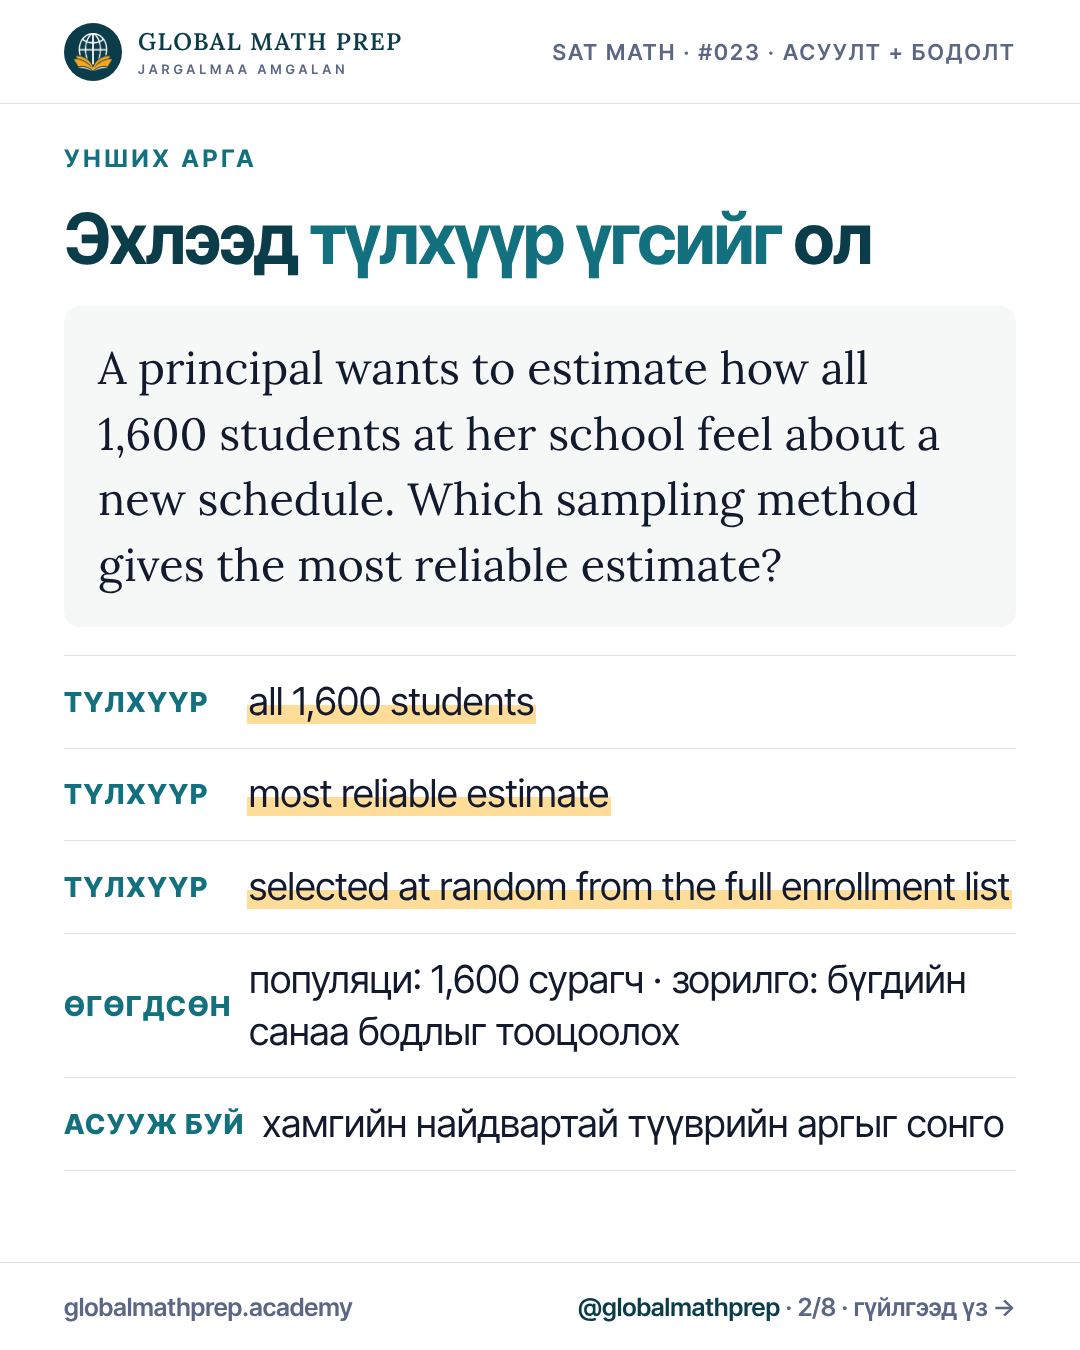 GLOBAL MATH PREP
JARGALMAA AMGALAN
SAT MATH · #023 · АСУУЛТ + БОДОЛТ
УНШИХ АРГА
Эхлээд түлхүүр үгсийг ол
A principal wants to estimate how all
1,600 students at her school feel about a
new schedule. Which sampling method
gives the most reliable estimate?
ТҮЛХҮҮР all 1,600 students
ТҮЛХҮҮР most reliable estimate
ТҮЛХҮҮР selected at random from the full enrollment list
ӨГӨГДСӨН популяци: 1,600 сурагч · зорилго: бүгдийн
санаа бодлыг тооцоолох
АСУУЖ БУЙ хамгийн найдвартай түүврийн аргыг сонго
globalmathprep.academy
@globalmathprep · 2/8 · гүйлгээд үз →